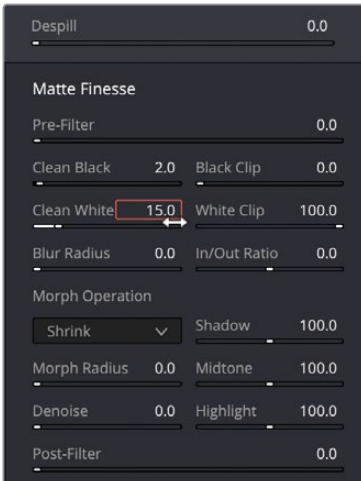 Despill 0.0
Matte Finesse
Pre-Filter 0.0
Clean Black 2.0 Black Clip 0.0
Clean White 15.0 White Clip 100.0
Blur Radius 0.0 In/Out Ratio 0.0
Morph Operation
Shrink Shadow 100.0
Morph Radius 0.0 Midtone 100.0
Denoise 0.0 Highlight 100.0
Post-Filter 0.0